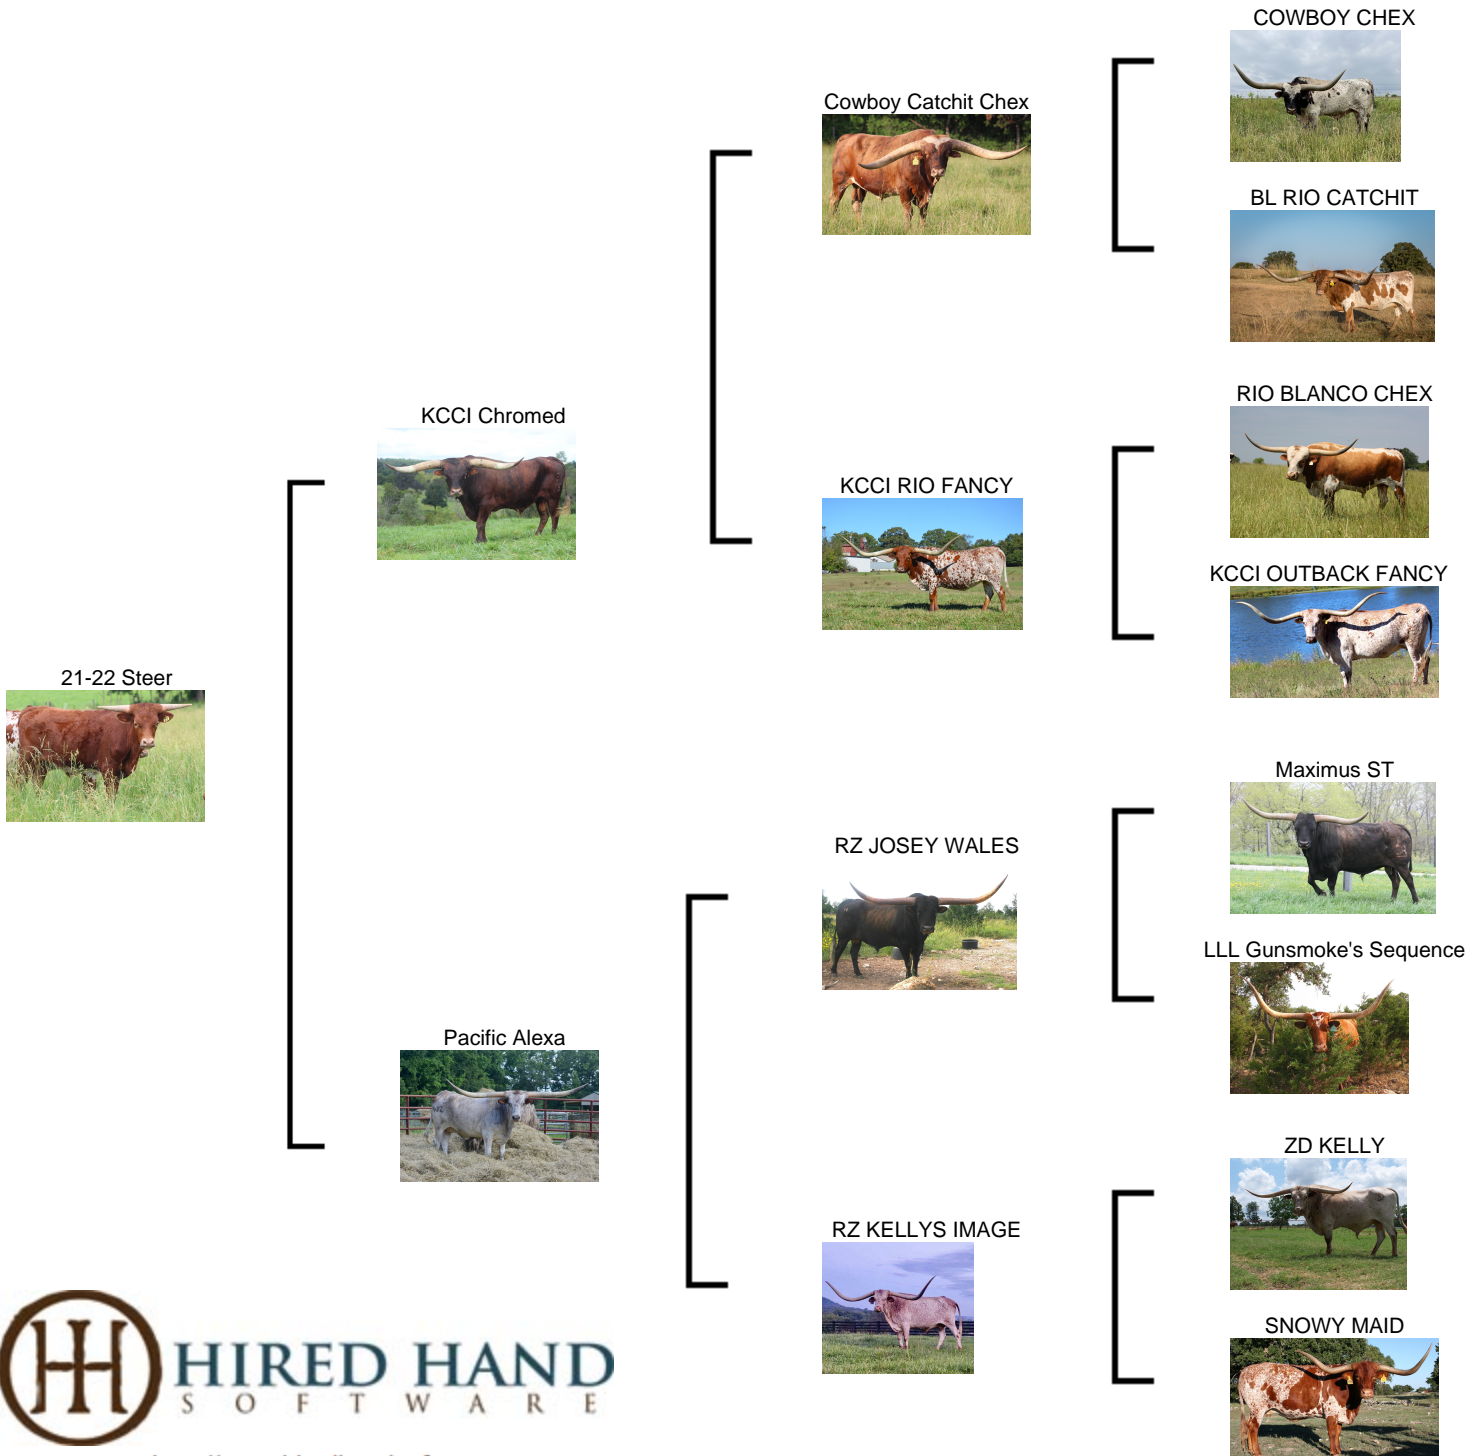 COWBOY CHEX
Cowboy Catchit Chex
BL RIO CATCHIT
KCCI Chromed
RIO BLANCO CHEX
KCCI RIO FANCY
KCCI OUTBACK FANCY
21-22 Steer
Maximus ST
RZ JOSEY WALES
LLL Gunsmoke's Sequence
Pacific Alexa
ZD KELLY
RZ KELLYS IMAGE
SNOWY MAID
HIRED HAND
SOFTWARE